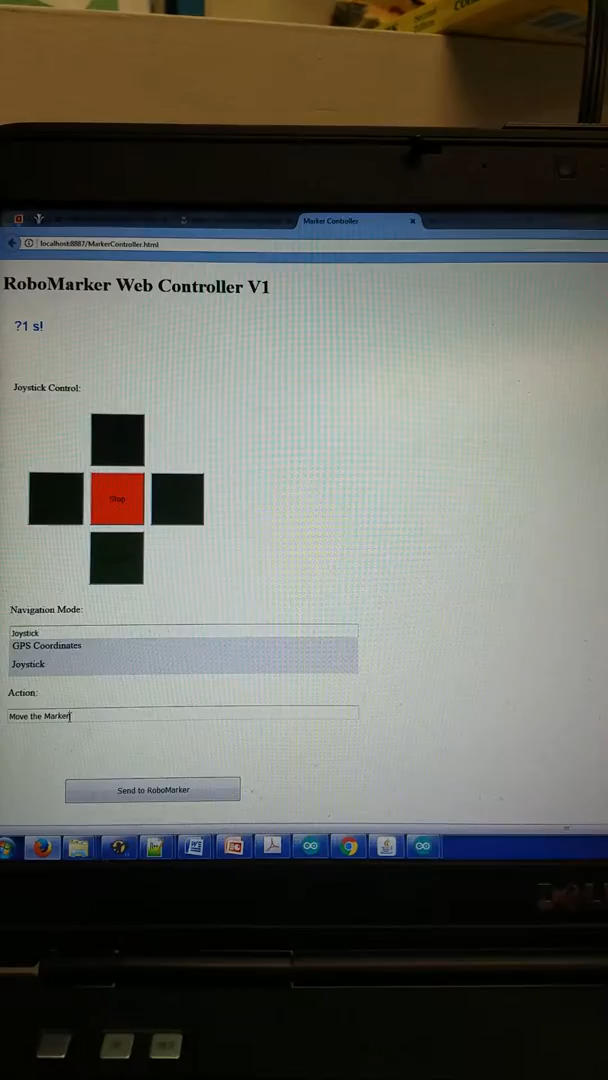 Marker Controller
localhost:8887/MarkerController.html
RoboMarker Web Controller V1
?1 s!
Joystick Control:
Stop
Navigation Mode:
Joystick
GPS Coordinates
Joystick
Action:
Move the Marker
Send to RoboMarker
DELL